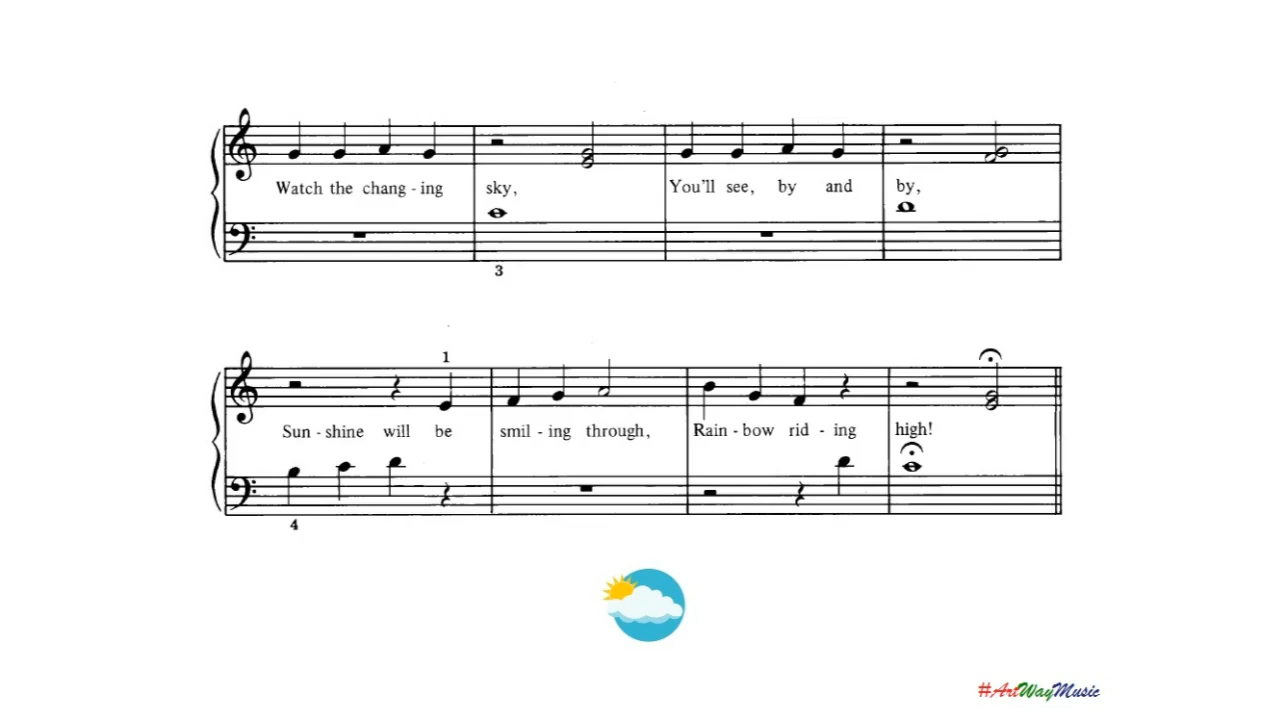 Watch the chang - ing sky, You'll see, by and by,
3
1
Sun - shine will be smil - ing through, Rain - bow rid - ing high!
4
#ArtWayMusic